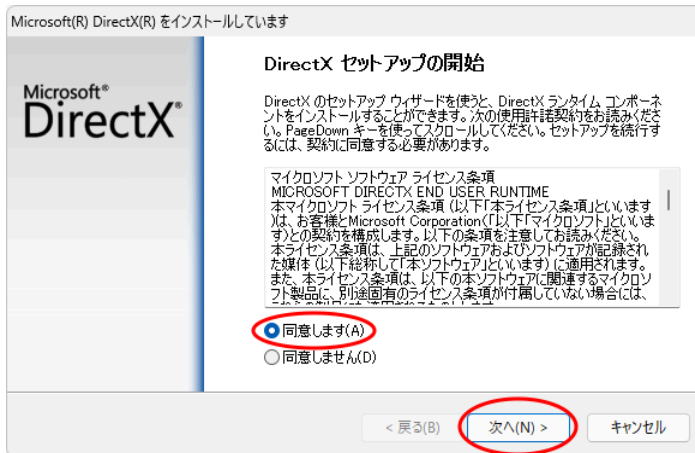 Microsoft(R) DirectX(R) をインストールしています
Microsoft®
DirectX®
DirectX セットアップの開始
DirectX のセットアップ ウィザードを使うと、DirectX ランタイム コンポーネ
ントをインストールすることができます。次の使用許諾契約をお読みくださ
い。PageDown キーを使ってスクロールしてください。セットアップを続行す
るには、契約に同意する必要があります。
マイクロソフト ソフトウェア ライセンス条項
MICROSOFT DIRECTX END USER RUNTIME
本マイクロソフト ライセンス条項 (以下「本ライセンス条項」といいます
)は、お客様とMicrosoft Corporation(「以下「マイクロソフト」といいま
す)との契約を構成します。以下の条項を注意してお読みください。
本ライセンス条項は、上記のソフトウェアおよびソフトウェアが記録され
た媒体 (以下総称して「本ソフトウェア」といいます) に適用されます。
また、本ライセンス条項は、以下の本ソフトウェアに関連するマイクロソ
フト製品に、別途固有のライセンス条項が付属していない場合には、
同意します(A)
同意しません(D)
< 戻る(B)
次へ(N) >
キャンセル